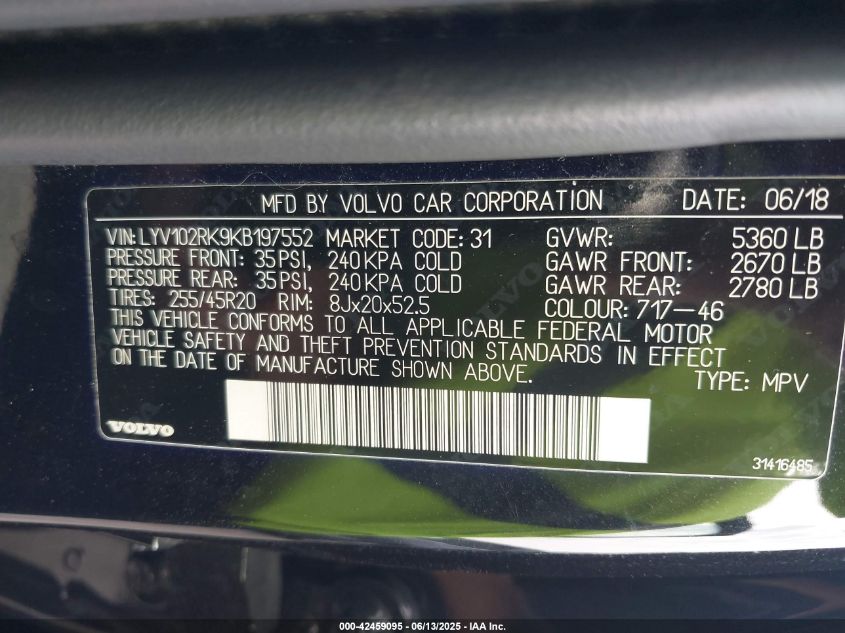 MFD BY VOLVO CAR CORPORATION DATE: 06/18
VIN: LYV102RK9KB197552 MARKET CODE: 31 GVWR: 5360 LB
PRESSURE FRONT: 35 PSI, 240 KPA COLD GAWR FRONT: 2670 LB
PRESSURE REAR: 35 PSI, 240 KPA COLD GAWR REAR: 2780 LB
TIRES: 255/45R20 RIM: 8Jx20x52.5 COLOUR: 717-46
THIS VEHICLE CONFORMS TO ALL APPLICABLE FEDERAL MOTOR
VEHICLE SAFETY AND THEFT PREVENTION STANDARDS IN EFFECT
ON THE DATE OF MANUFACTURE SHOWN ABOVE.
TYPE: MPV
VOLVO
31416485
000-42459095 - 06/13/2025 - IAA Inc.